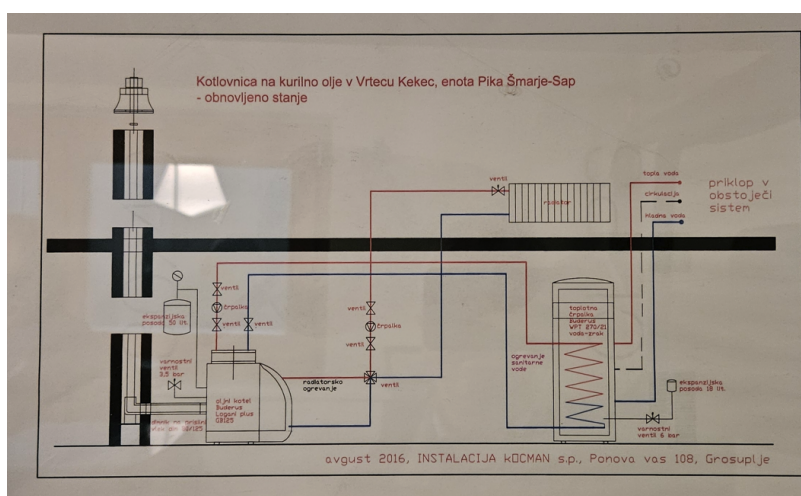 Kotlovnica na kurilno olje v Vrtecu Kekec, enota Pika Šmarje-Sap
- obnovljeno stanje
ventil
radiator
topla voda
cirkulacija
hladna voda
priklop v
obstoječi
sistem
ventil
črpalka
ventil
ventil
ekspanzijska
posoda 50 lit.
varnostni
ventil
3,5 bar
ventil
črpalka
ventil
ventil
radiatorsko
ogrevanje
oljni kotel
Buderus
Logano plus
GB125
toplotna
črpalka
Buderus
WPT 270/21
voda-zrak
ogrevanje
sanitarne
vode
ekspanzijska
posoda 18 lit.
varnostni
ventil 6 bar
avgust 2016, INSTALACIJA KOCMAN s.p., Ponova vas 108, Grosuplje